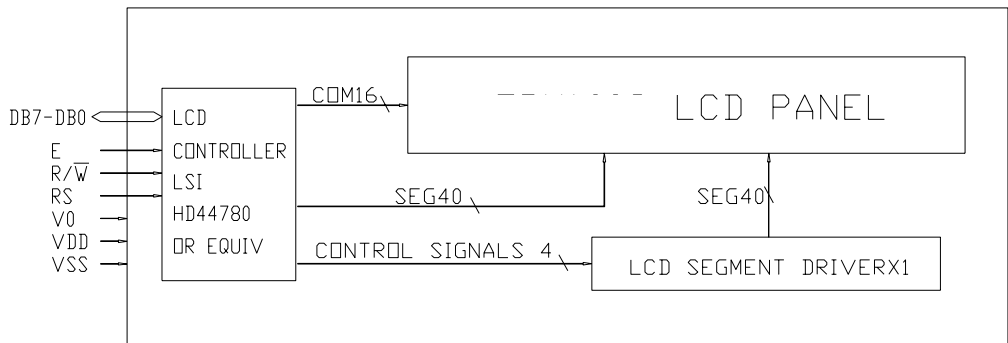 COM16
LCD PANEL
DB7-DB0
LCD
E
CONTROLLER
R/W̅
LSI
RS
SEG40
SEG40
V0
HD44780
VDD
OR EQUIV
CONTROL SIGNALS 4
VSS
LCD SEGMENT DRIVERX1